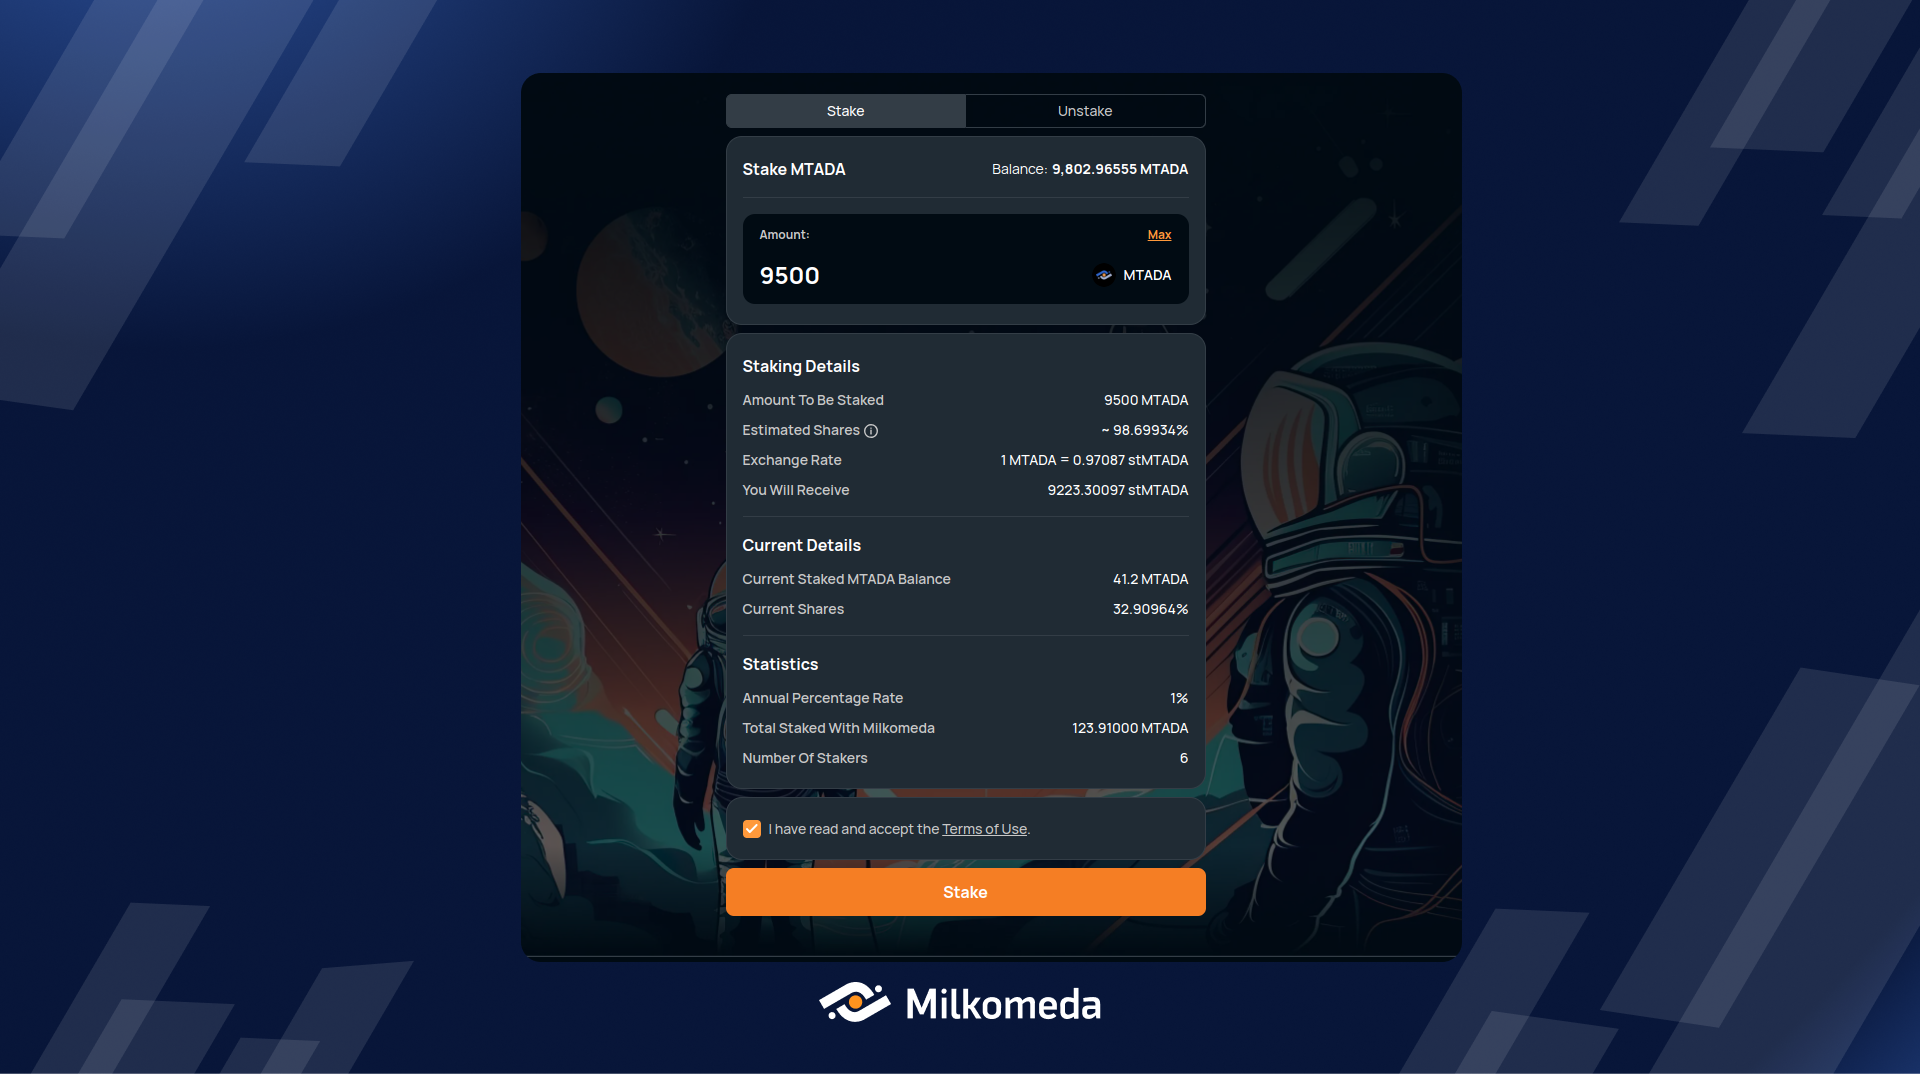 Stake Unstake
Stake MTADA Balance: 9,802.96555 MTADA
Amount: Max
9500 MTADA
Staking Details
Amount To Be Staked 9500 MTADA
Estimated Shares ~ 98.69934%
Exchange Rate 1 MTADA = 0.97087 stMTADA
You Will Receive 9223.30097 stMTADA
Current Details
Current Staked MTADA Balance 41.2 MTADA
Current Shares 32.90964%
Statistics
Annual Percentage Rate 1%
Total Staked With Milkomeda 123.91000 MTADA
Number Of Stakers 6
I have read and accept the Terms of Use.
Stake
Milkomeda